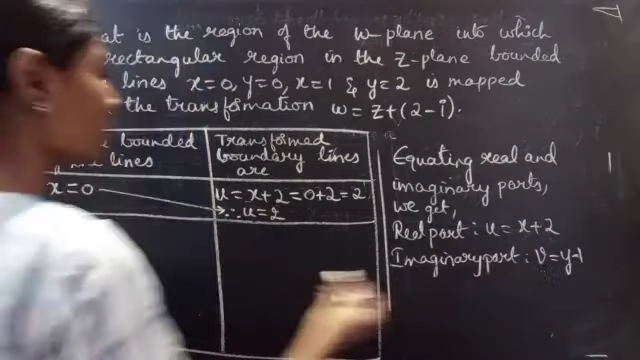 at is the region of the w-plane into which
rectangular region in the Z-plane bounded
lines x=0, y=0, x=1 & y=2 is mapped
the transformation w=z+(2-i).
bounded
lines
Transformed
boundary lines
are
x=0
u=x+2=0+2=2
∴u=2
Equating real and
imaginary parts,
we get,
Real part: u=x+2
Imaginary part: v=y-1